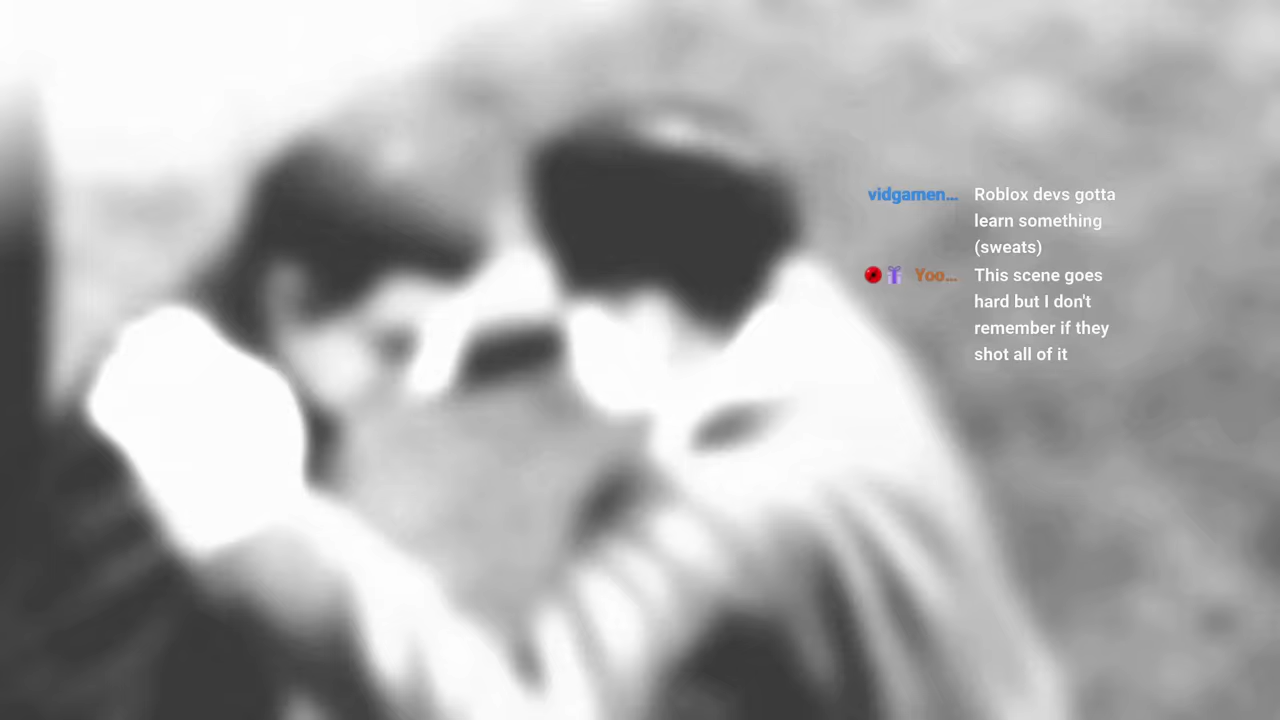 vidgamen… Roblox devs gotta
learn something
(sweats)
Yoo… This scene goes
hard but I don't
remember if they
shot all of it